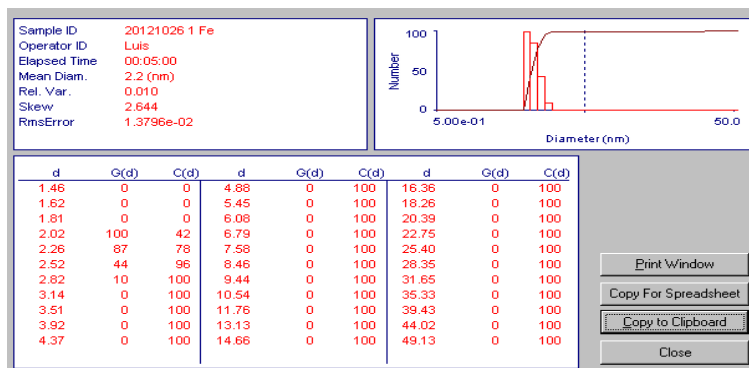 Sample ID 20121026 1 Fe
Operator ID Luis
Elapsed Time 00:05:00
Mean Diam. 2.2 (nm)
Rel. Var. 0.010
Skew 2.644
RmsError 1.3796e-02
100
Number
50
0
5.00e-01 50.0
Diameter (nm)
d G(d) C(d) d G(d) C(d) d G(d) C(d)
1.46 0 0 4.88 0 100 16.36 0 100
1.62 0 0 5.45 0 100 18.26 0 100
1.81 0 0 6.08 0 100 20.39 0 100
2.02 100 42 6.79 0 100 22.75 0 100
2.26 87 78 7.58 0 100 25.40 0 100
2.52 44 96 8.46 0 100 28.35 0 100
2.82 10 100 9.44 0 100 31.65 0 100
3.14 0 100 10.54 0 100 35.33 0 100
3.51 0 100 11.76 0 100 39.43 0 100
3.92 0 100 13.13 0 100 44.02 0 100
4.37 0 100 14.66 0 100 49.13 0 100
Print Window
Copy For Spreadsheet
Copy to Clipboard
Close